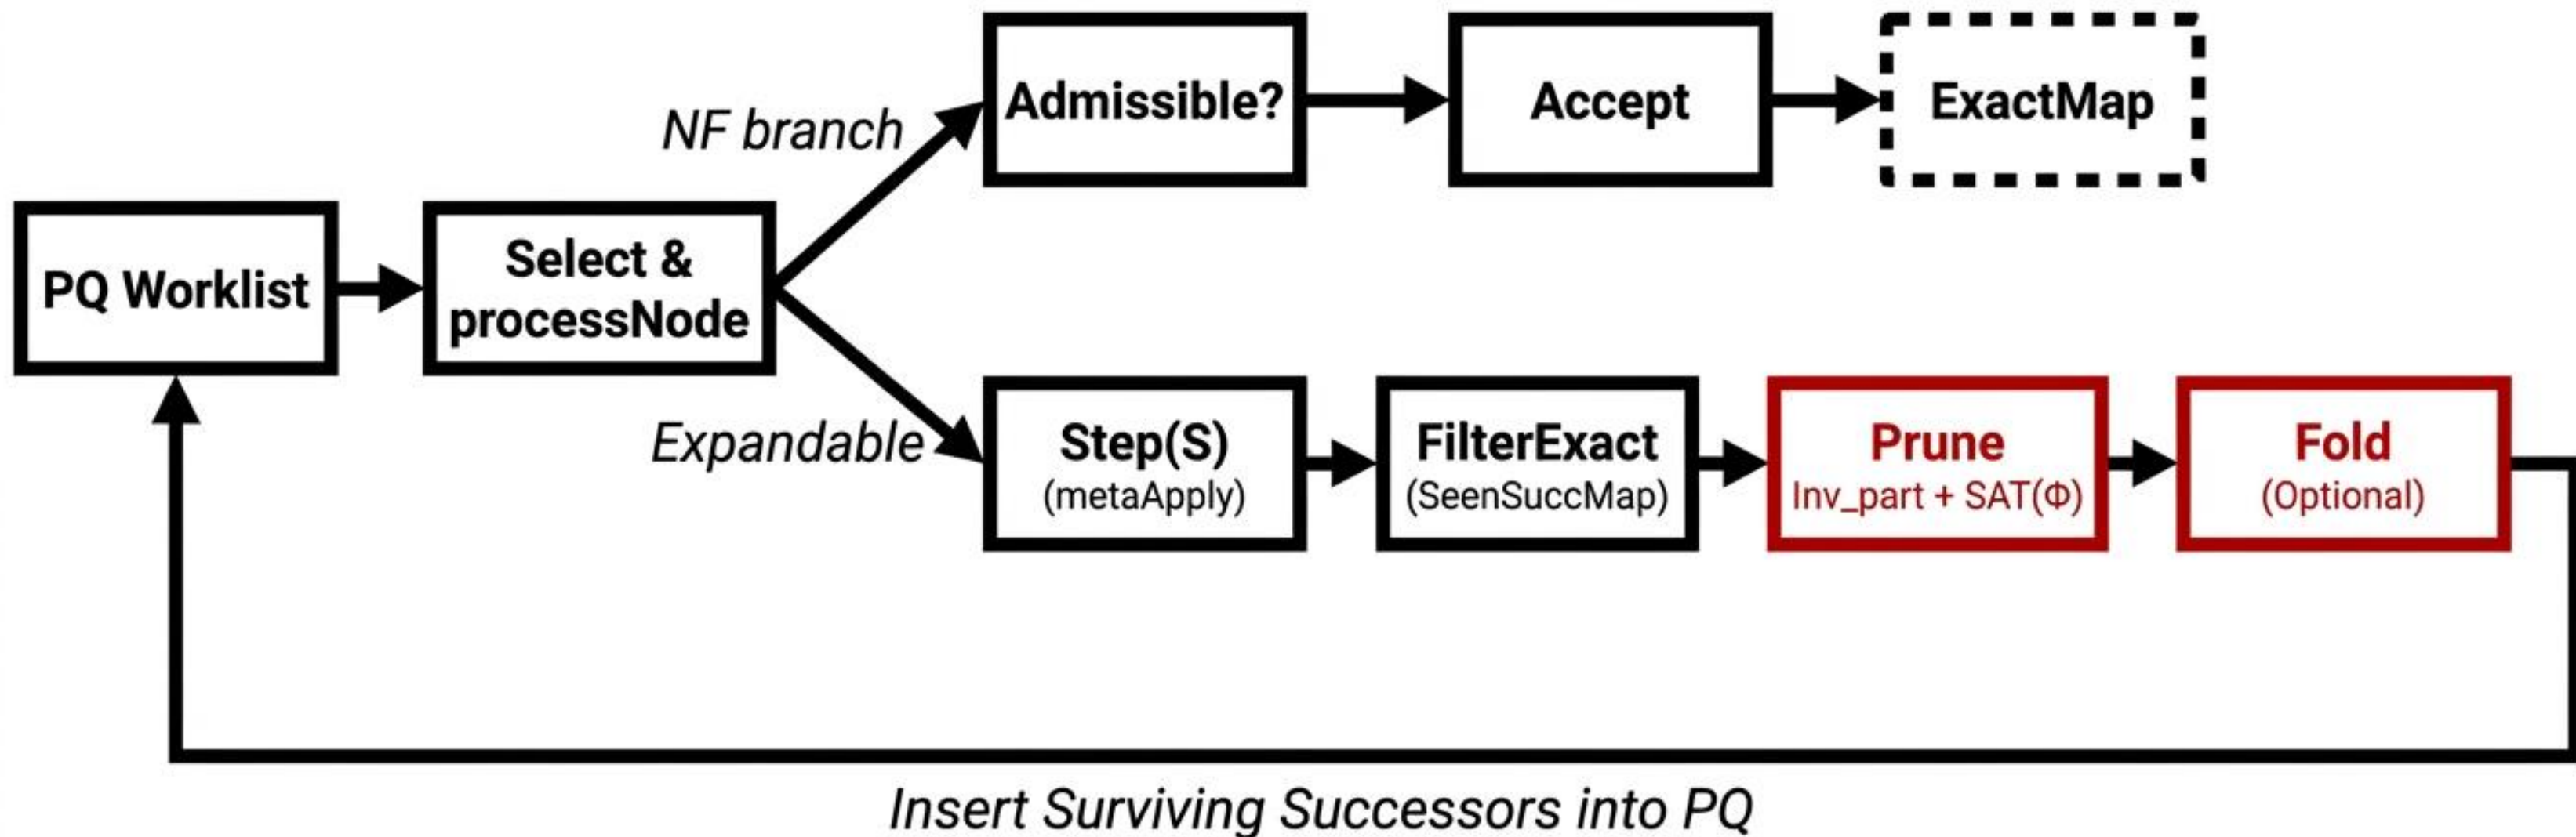 NF branch
Admissible?
Accept
ExactMap
PQ Worklist
Select &
processNode
Expandable
Step(S)
(metaApply)
FilterExact
(SeenSuccMap)
Prune
Inv_part + SAT(Φ)
Fold
(Optional)
Insert Surviving Successors into PQ